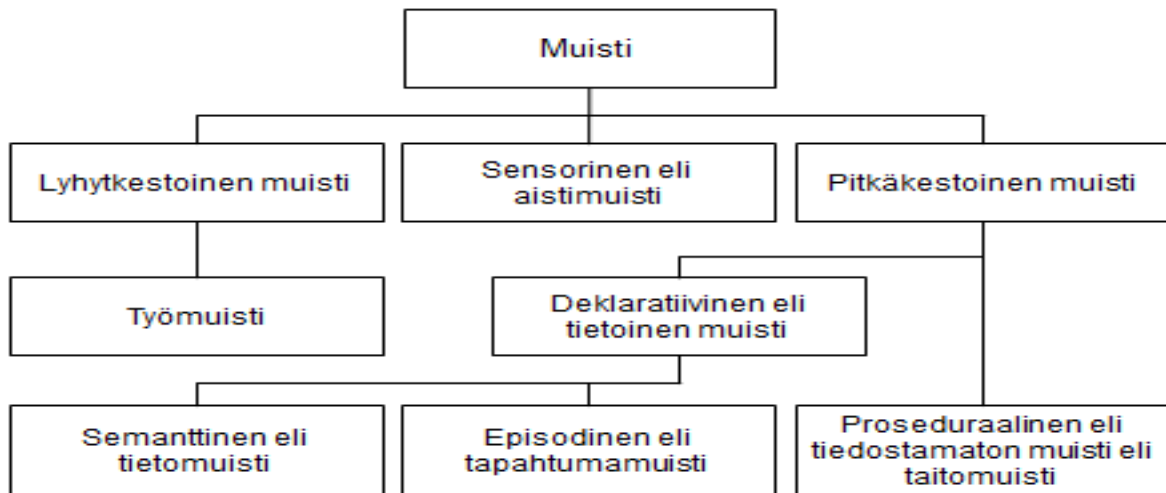 Muisti
Lyhytkestoinen muisti
Sensorinen eli
aistimuisti
Pitkäkestoinen muisti
Työmuisti
Deklaratiivinen eli
tietoinen muisti
Semanttinen eli
tietomuisti
Episodinen eli
tapahtumamuisti
Proseduraalinen eli
tiedostamaton muisti eli
taitomuisti